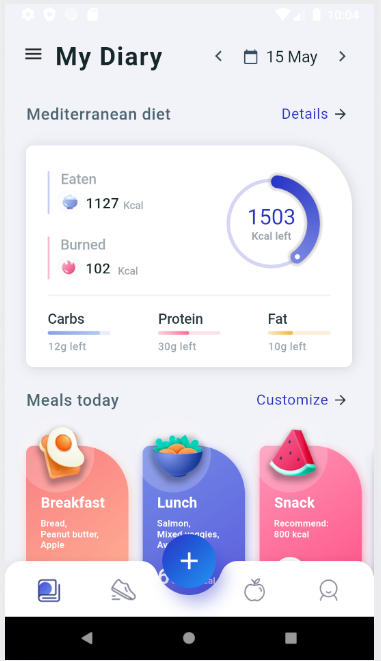 10:04
My Diary
15 May
Mediterranean diet
Details
Eaten
1127 Kcal
Burned
102 Kcal
1503
Kcal left
Carbs
Protein
Fat
12g left
30g left
10g left
Meals today
Customize
Breakfast
Bread,
Peanut butter,
Apple
Lunch
Salmon,
Mixed veggies,
Snack
Recommend:
800 kcal